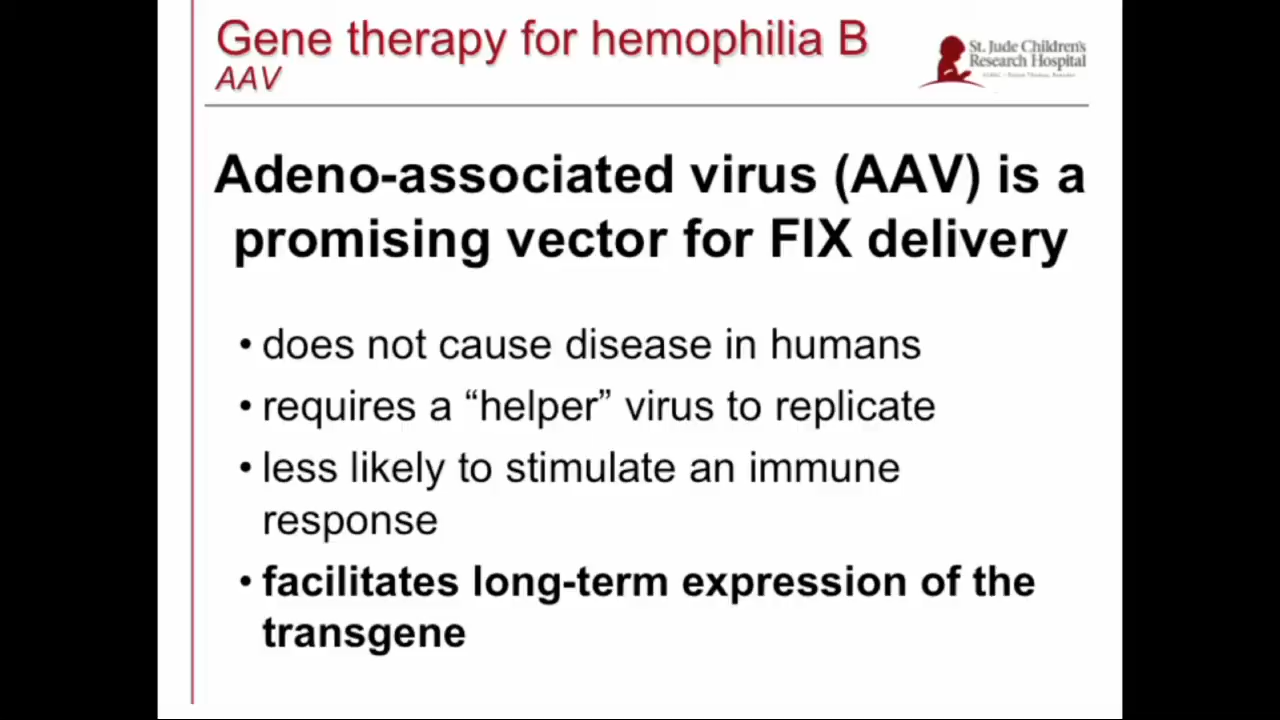 Gene therapy for hemophilia B
AAV
St. Jude Children's
Research Hospital
Adeno-associated virus (AAV) is a
promising vector for FIX delivery
• does not cause disease in humans
• requires a “helper” virus to replicate
• less likely to stimulate an immune
response
• facilitates long-term expression of the
transgene